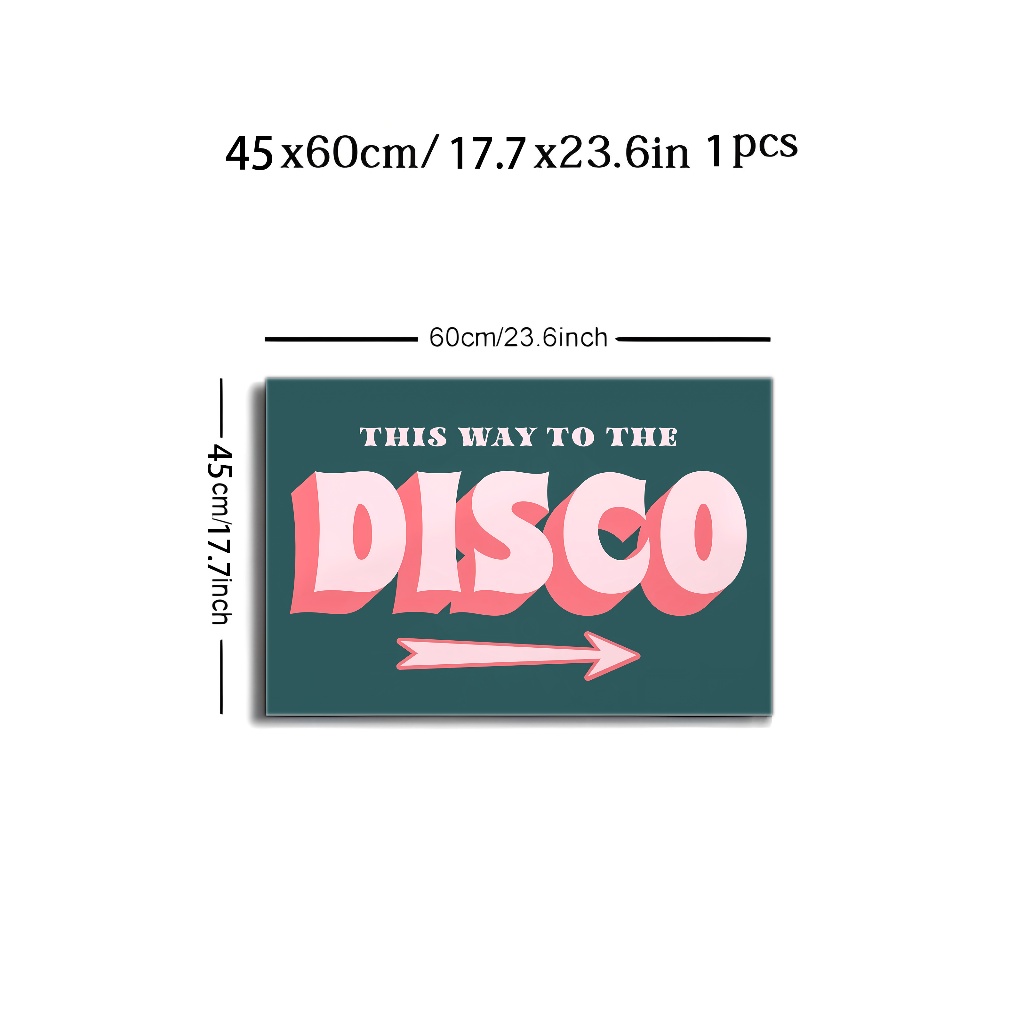 45x60cm/ 17.7x23.6in 1pcs
60cm/23.6inch
45cm/17.7inch
THIS WAY TO THE
DISCO